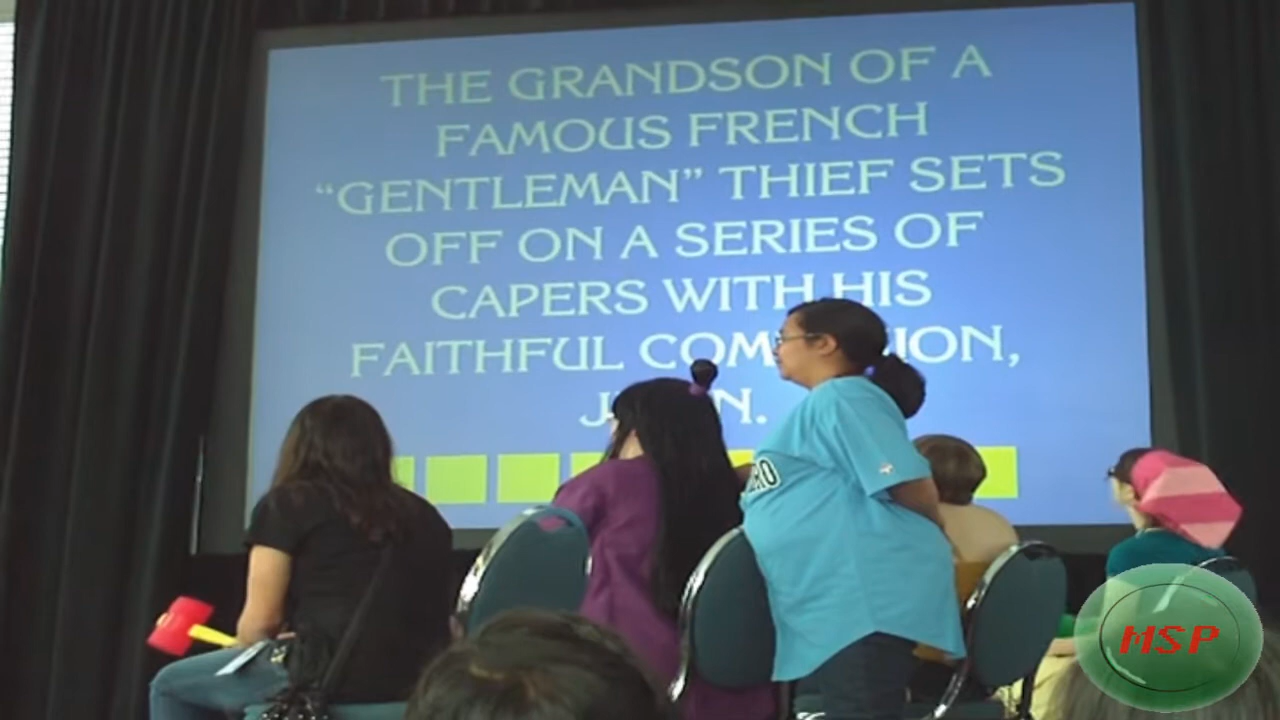 THE GRANDSON OF A
FAMOUS FRENCH
“GENTLEMAN” THIEF SETS
OFF ON A SERIES OF
CAPERS WITH HIS
FAITHFUL
MSP